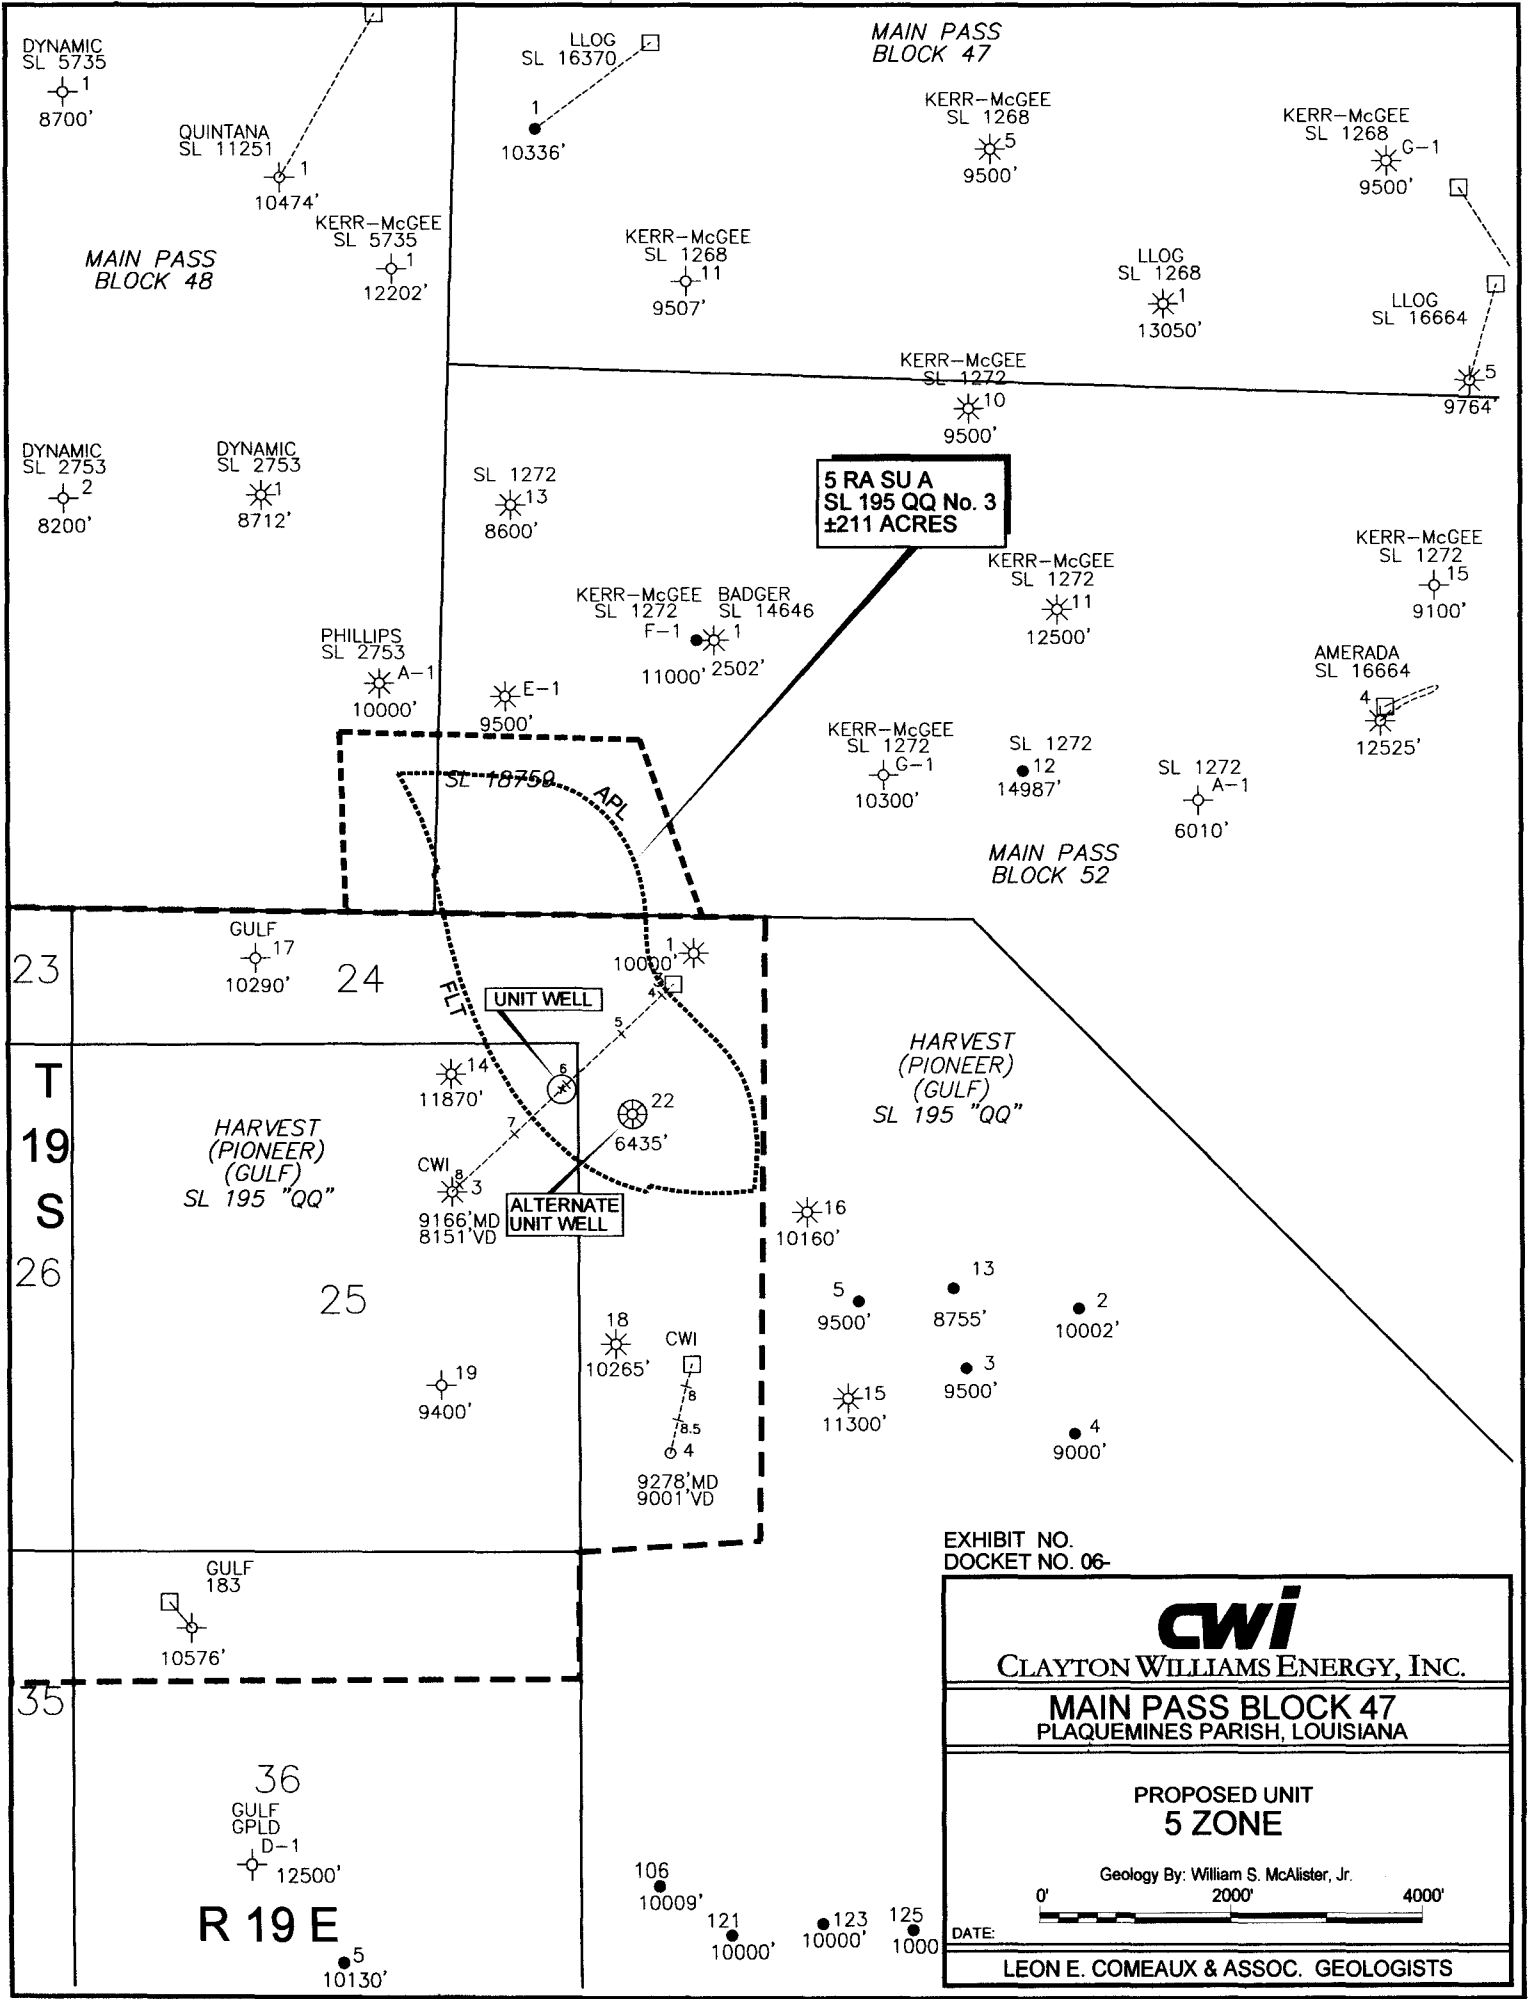 MAIN PASS
BLOCK 47
DYNAMIC
SL 5735
1
8700'
LLOG
SL 16370
1
10336'
QUINTANA
SL 11251
1
10474'
KERR-McGEE
SL 1268
5
9500'
KERR-McGEE
SL 1268
G-1
9500'
KERR-McGEE
SL 5735
1
12202'
MAIN PASS
BLOCK 48
KERR-McGEE
SL 1268
11
9507'
LLOG
SL 1268
1
13050'
LLOG
SL 16664
5
9764'
KERR-McGEE
SL 1272
10
9500'
DYNAMIC
SL 2753
2
8200'
DYNAMIC
SL 2753
1
8712'
SL 1272
13
8600'
5 RA SU A
SL 195 QQ No. 3
±211 ACRES
KERR-McGEE
SL 1272
11
12500'
KERR-McGEE
SL 1272
15
9100'
KERR-McGEE
SL 1272
F-1
11000'
BADGER
SL 14646
1
2502'
PHILLIPS
SL 2753
A-1
10000'
E-1
9500'
AMERADA
SL 16664
4
12525'
KERR-McGEE
SL 1272
G-1
10300'
SL 1272
12
14987'
SL 1272
A-1
6010'
SL 18759
APL
MAIN PASS
BLOCK 52
GULF
17
10290'
23
24
1
10000'
3
4
FLT
UNIT WELL
5
HARVEST
(PIONEER)
(GULF)
SL 195 "QQ"
T
19
S
14
11870'
6
22
6435'
7
HARVEST
(PIONEER)
(GULF)
SL 195 "QQ"
CWI
8
3
9166'MD
8151'VD
ALTERNATE
UNIT WELL
16
10160'
26
25
5
9500'
13
8755'
2
10002'
18
10265'
CWI
8
8.5
4
9278'MD
9001'VD
3
9500'
19
9400'
15
11300'
4
9000'
EXHIBIT NO.
DOCKET NO. 06-
GULF
183
10576'
cwi
CLAYTON WILLIAMS ENERGY, INC.
35
MAIN PASS BLOCK 47
PLAQUEMINES PARISH, LOUISIANA
36
GULF
GPLD
D-1
12500'
PROPOSED UNIT
5 ZONE
Geology By: William S. McAlister, Jr.
0'
2000'
4000'
106
10009'
R 19 E
121
10000'
123
10000'
125
1000
DATE:
5
10130'
LEON E. COMEAUX & ASSOC. GEOLOGISTS